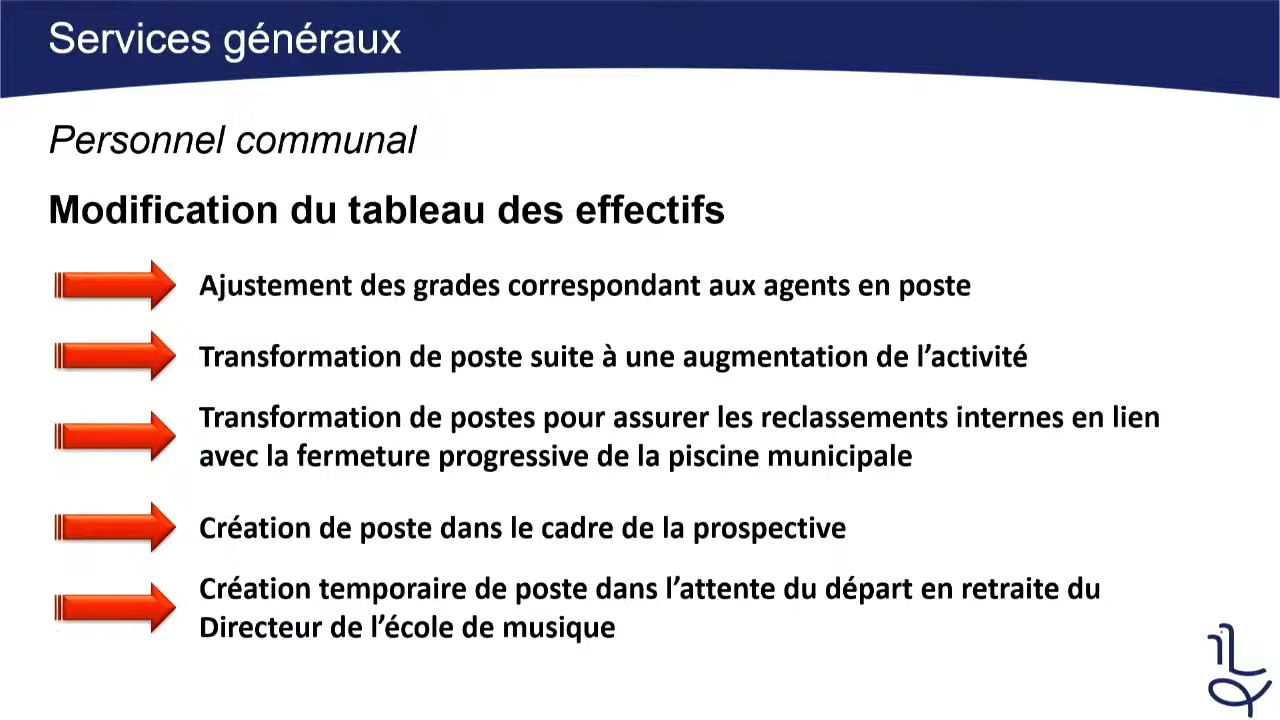 Services généraux
Personnel communal
Modification du tableau des effectifs
Ajustement des grades correspondant aux agents en poste
Transformation de poste suite à une augmentation de l’activité
Transformation de postes pour assurer les reclassements internes en lien
avec la fermeture progressive de la piscine municipale
Création de poste dans le cadre de la prospective
Création temporaire de poste dans l’attente du départ en retraite du
Directeur de l’école de musique